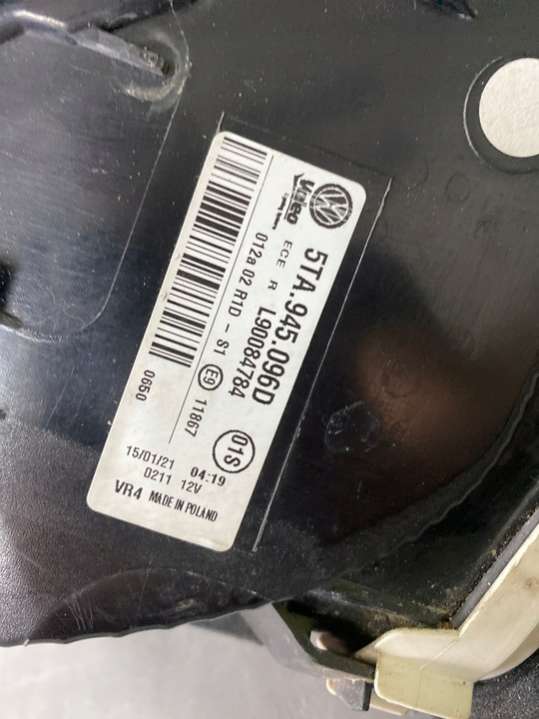 Valeo
5TA.945.096D
L90084784
ECE R
012a 02 R1D - S1 E9 11867
01S
0650
15/01/21 04:19
0211 12V
VR4 MADE IN POLAND